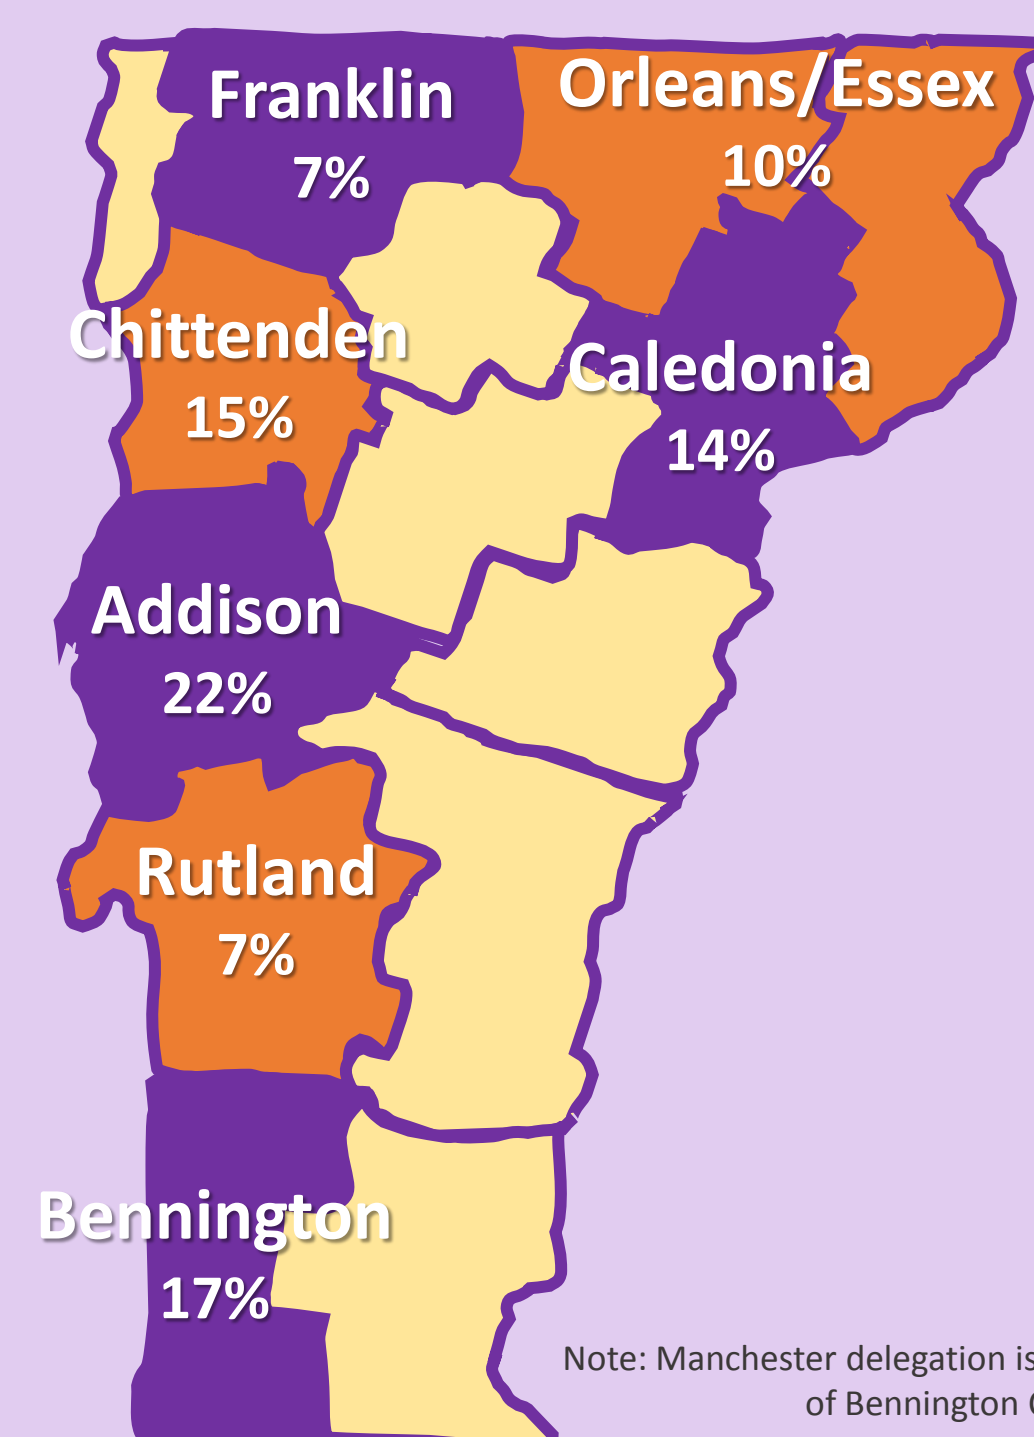 Franklin
7%
Orleans/Essex
10%
Chittenden
15%
Caledonia
14%
Addison
22%
Rutland
7%
Bennington
17%
Note: Manchester delegation is
of Bennington